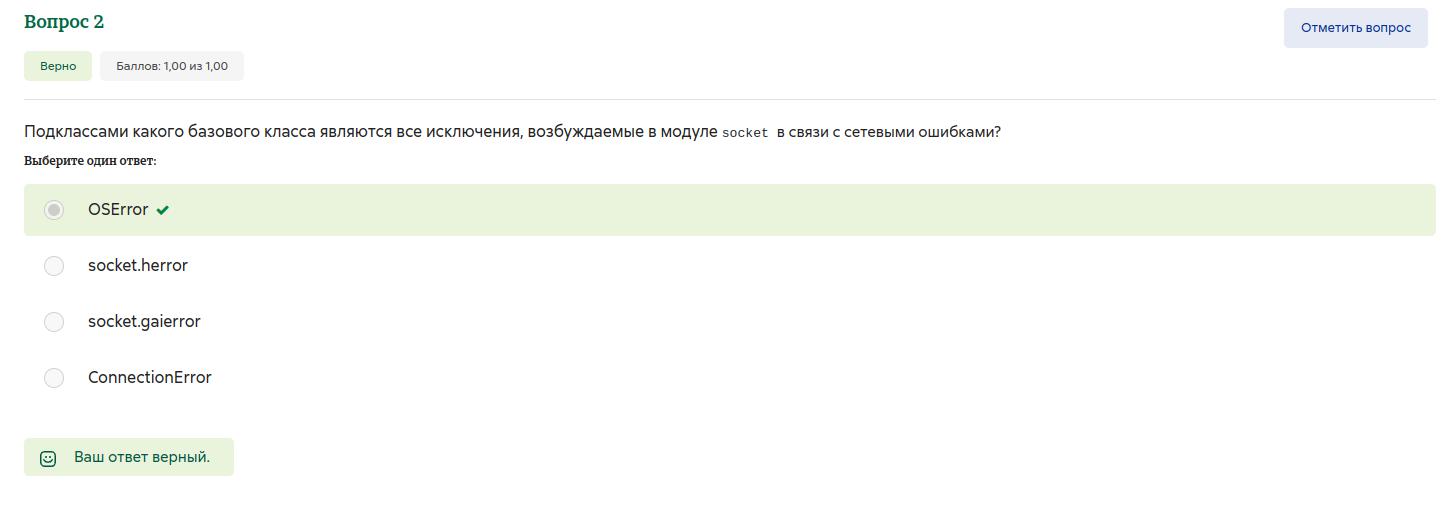 Вопрос 2
Отметить вопрос
Верно
Баллов: 1,00 из 1,00
Подклассами какого базового класса являются все исключения, возбуждаемые в модуле socket в связи с сетевыми ошибками?
Выберите один ответ:
OSError
socket.herror
socket.gaierror
ConnectionError
Ваш ответ верный.